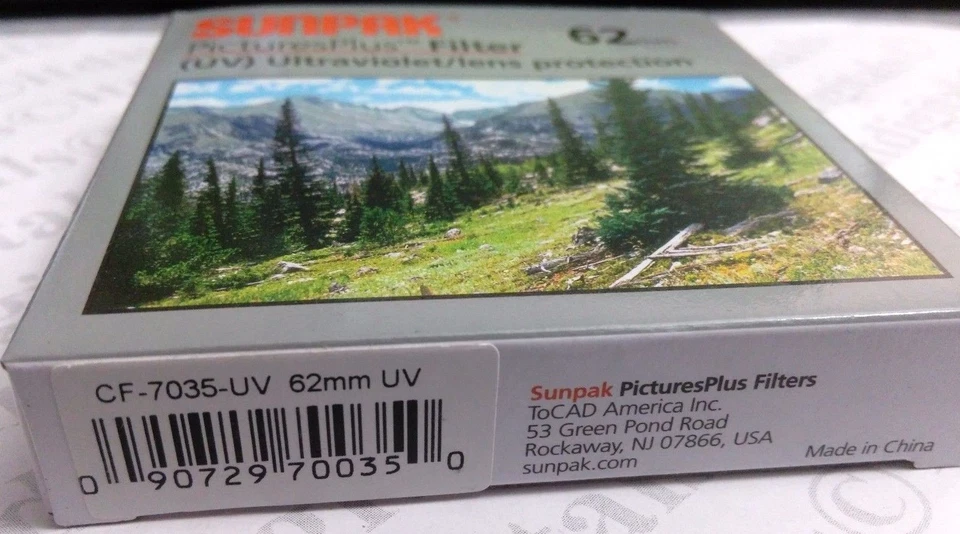 SUNPAK
PicturesPlus™ Filter
62mm
(UV) Ultraviolet/lens protection
CF-7035-UV 62mm UV
0 90729 70035 0
Sunpak PicturesPlus Filters
ToCAD America Inc.
53 Green Pond Road
Rockaway, NJ 07866, USA
sunpak.com
Made in China